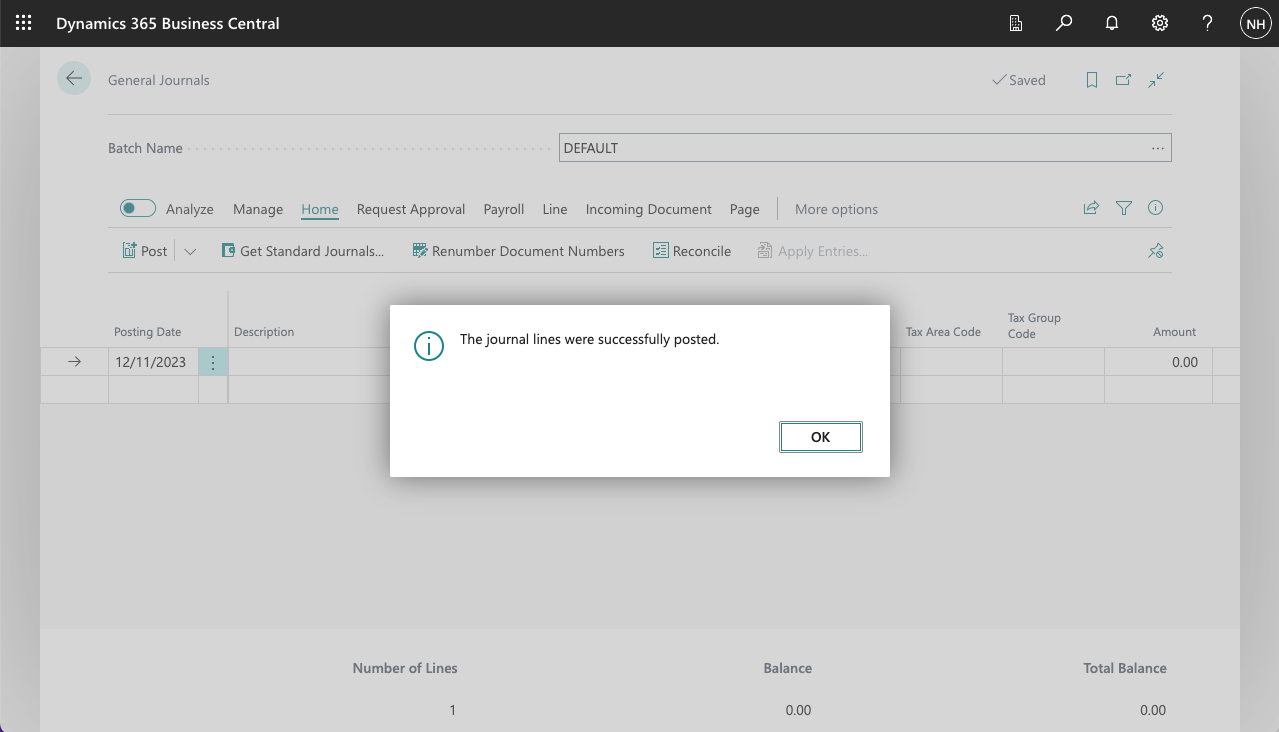 Dynamics 365 Business Central
NH
General Journals
Saved
Batch Name
DEFAULT
Analyze Manage Home Request Approval Payroll Line Incoming Document Page More options
Post Get Standard Journals... Renumber Document Numbers Reconcile Apply Entries...
Posting Date Description Tax Area Code Tax Group Code Amount
12/11/2023 0.00
The journal lines were successfully posted.
OK
Number of Lines Balance Total Balance
1 0.00 0.00